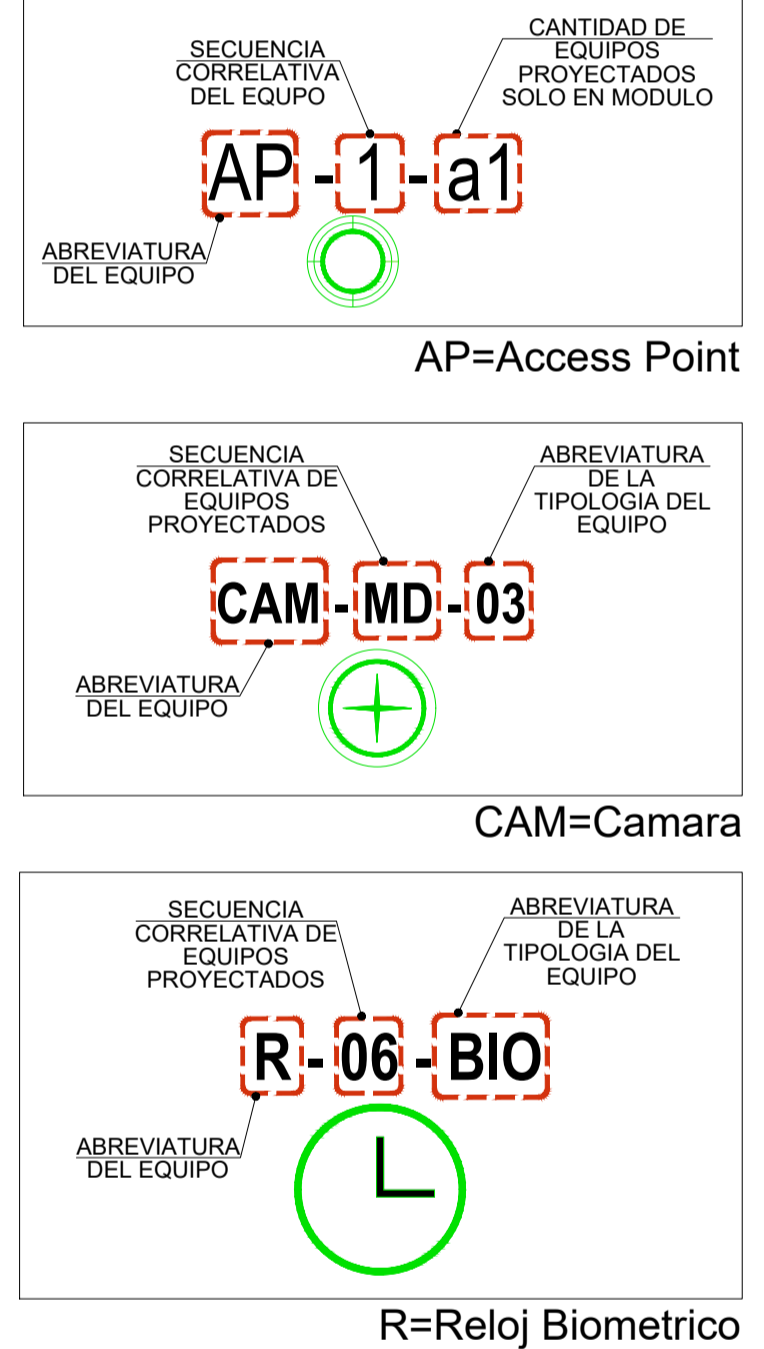 SECUENCIA
CORRELATIVA
DEL EQUPO
CANTIDAD DE
EQUIPOS
PROYECTADOS
SOLO EN MODULO
AP-1-a1
ABREVIATURA
DEL EQUIPO
AP=Access Point
SECUENCIA
CORRELATIVA DE
EQUIPOS
PROYECTADOS
ABREVIATURA
DE LA
TIPOLOGIA DEL
EQUIPO
CAM-MD-03
ABREVIATURA
DEL EQUIPO
CAM=Camara
SECUENCIA
CORRELATIVA DE
EQUIPOS
PROYECTADOS
ABREVIATURA
DE LA
TIPOLOGIA DEL
EQUIPO
R-06-BIO
ABREVIATURA
DEL EQUIPO
R=Reloj Biometrico